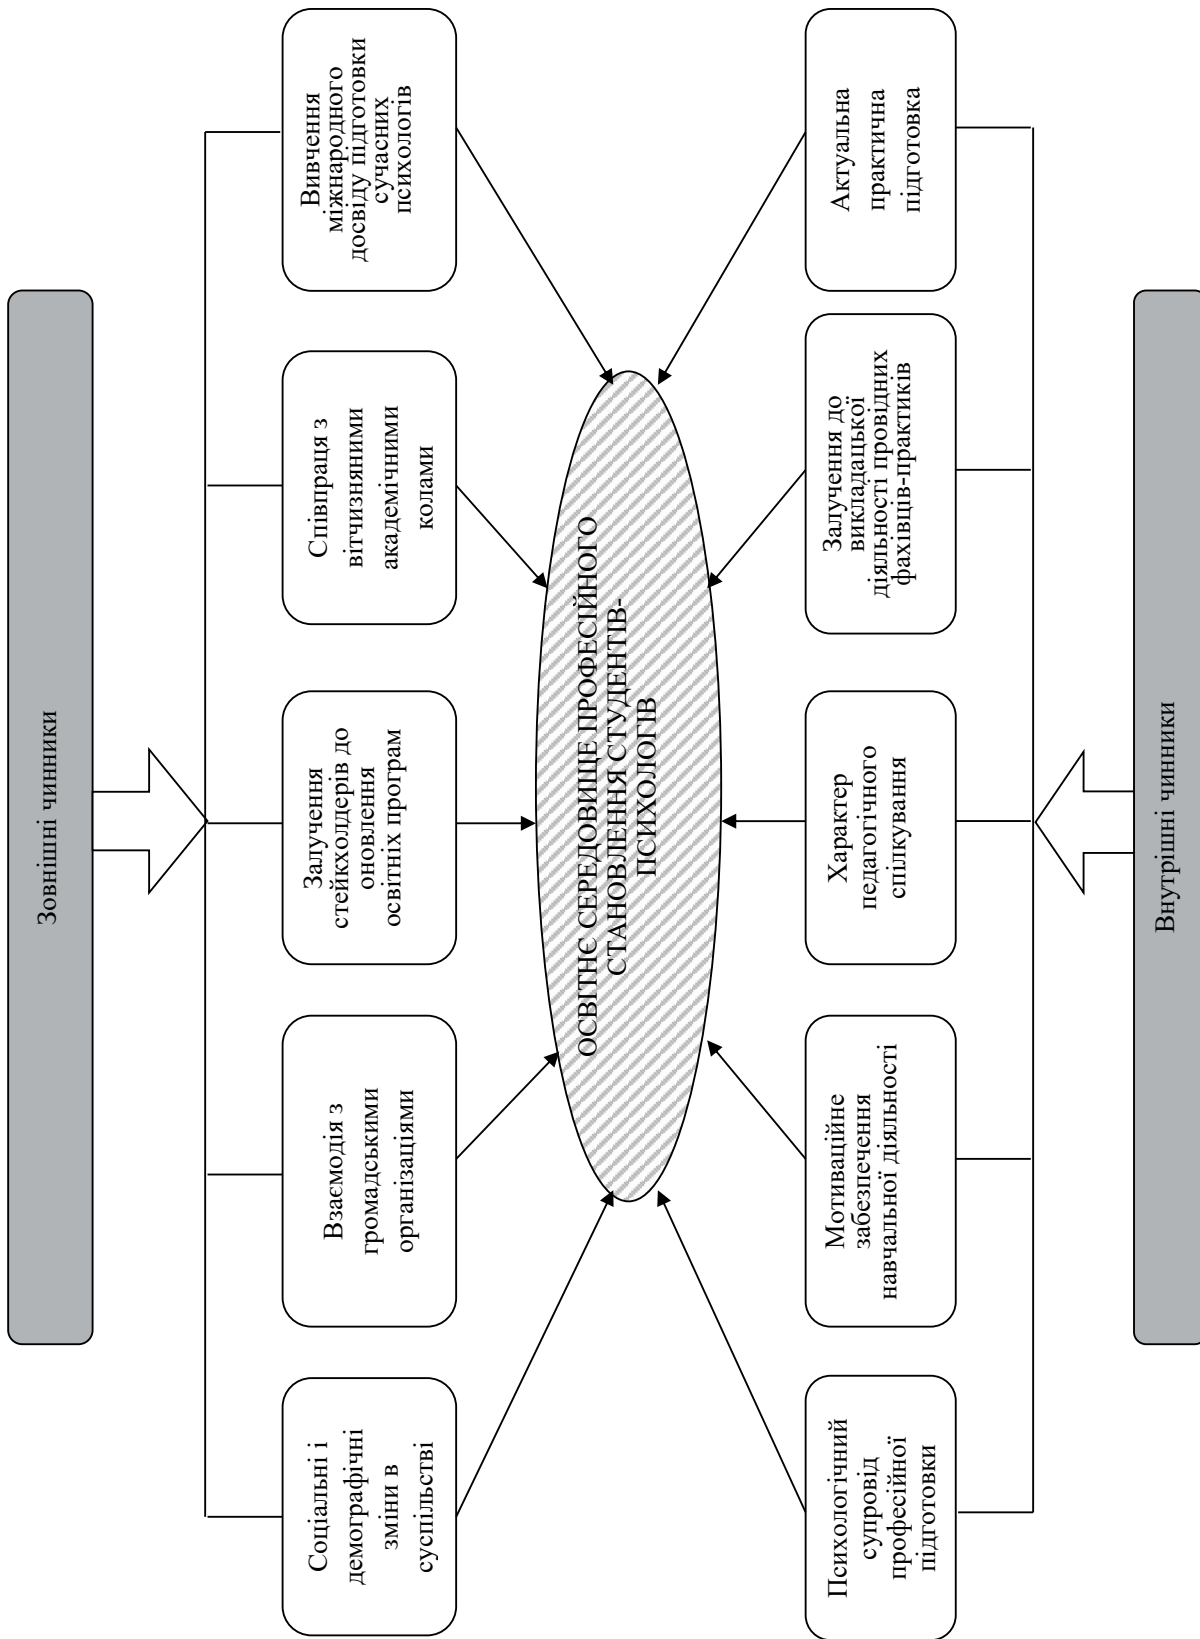 Зовнішні чинники
Соціальні і
демографічні
зміни в
суспільстві
Взаємодія з
громадськими
організаціями
Залучення
стейкхолдерів до
оновлення
освітніх програм
Співпраця з
вітчизняними
академічними
колами
Вивчення
міжнародного
досвіду підготовки
сучасних
психологів
ОСВІТНЄ СЕРЕДОВИЩЕ ПРОФЕСІЙНОГО
СТАНОВЛЕННЯ СТУДЕНТІВ-
ПСИХОЛОГІВ
Психологічний
супровід
професійної
підготовки
Мотиваційне
забезпечення
навчальної діяльності
Характер
педагогічного
спілкування
Залучення до
викладацької
діяльності провідних
фахівців-практиків
Актуальна
практична
підготовка
Внутрішні чинники